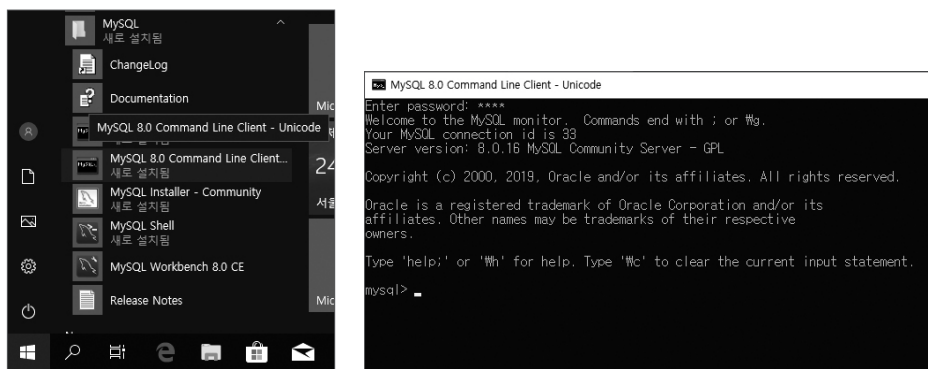 MySQL
새로 설치됨
ChangeLog
Documentation
Mic
MySQL 8.0 Command Line Client - Unicode
MySQL 8.0 Command Line Client...
새로 설치됨
24
MySQL Installer - Community
새로 설치됨
서울
MySQL Shell
새로 설치됨
MySQL Workbench 8.0 CE
Release Notes
Mic
MySQL 8.0 Command Line Client - Unicode
Enter password: ****
Welcome to the MySQL monitor.  Commands end with ; or ₩g.
Your MySQL connection id is 33
Server version: 8.0.16 MySQL Community Server - GPL
Copyright (c) 2000, 2019, Oracle and/or its affiliates. All rights reserved.
Oracle is a registered trademark of Oracle Corporation and/or its
affiliates. Other names may be trademarks of their respective
owners.
Type 'help;' or '₩h' for help. Type '₩c' to clear the current input statement.
mysql>